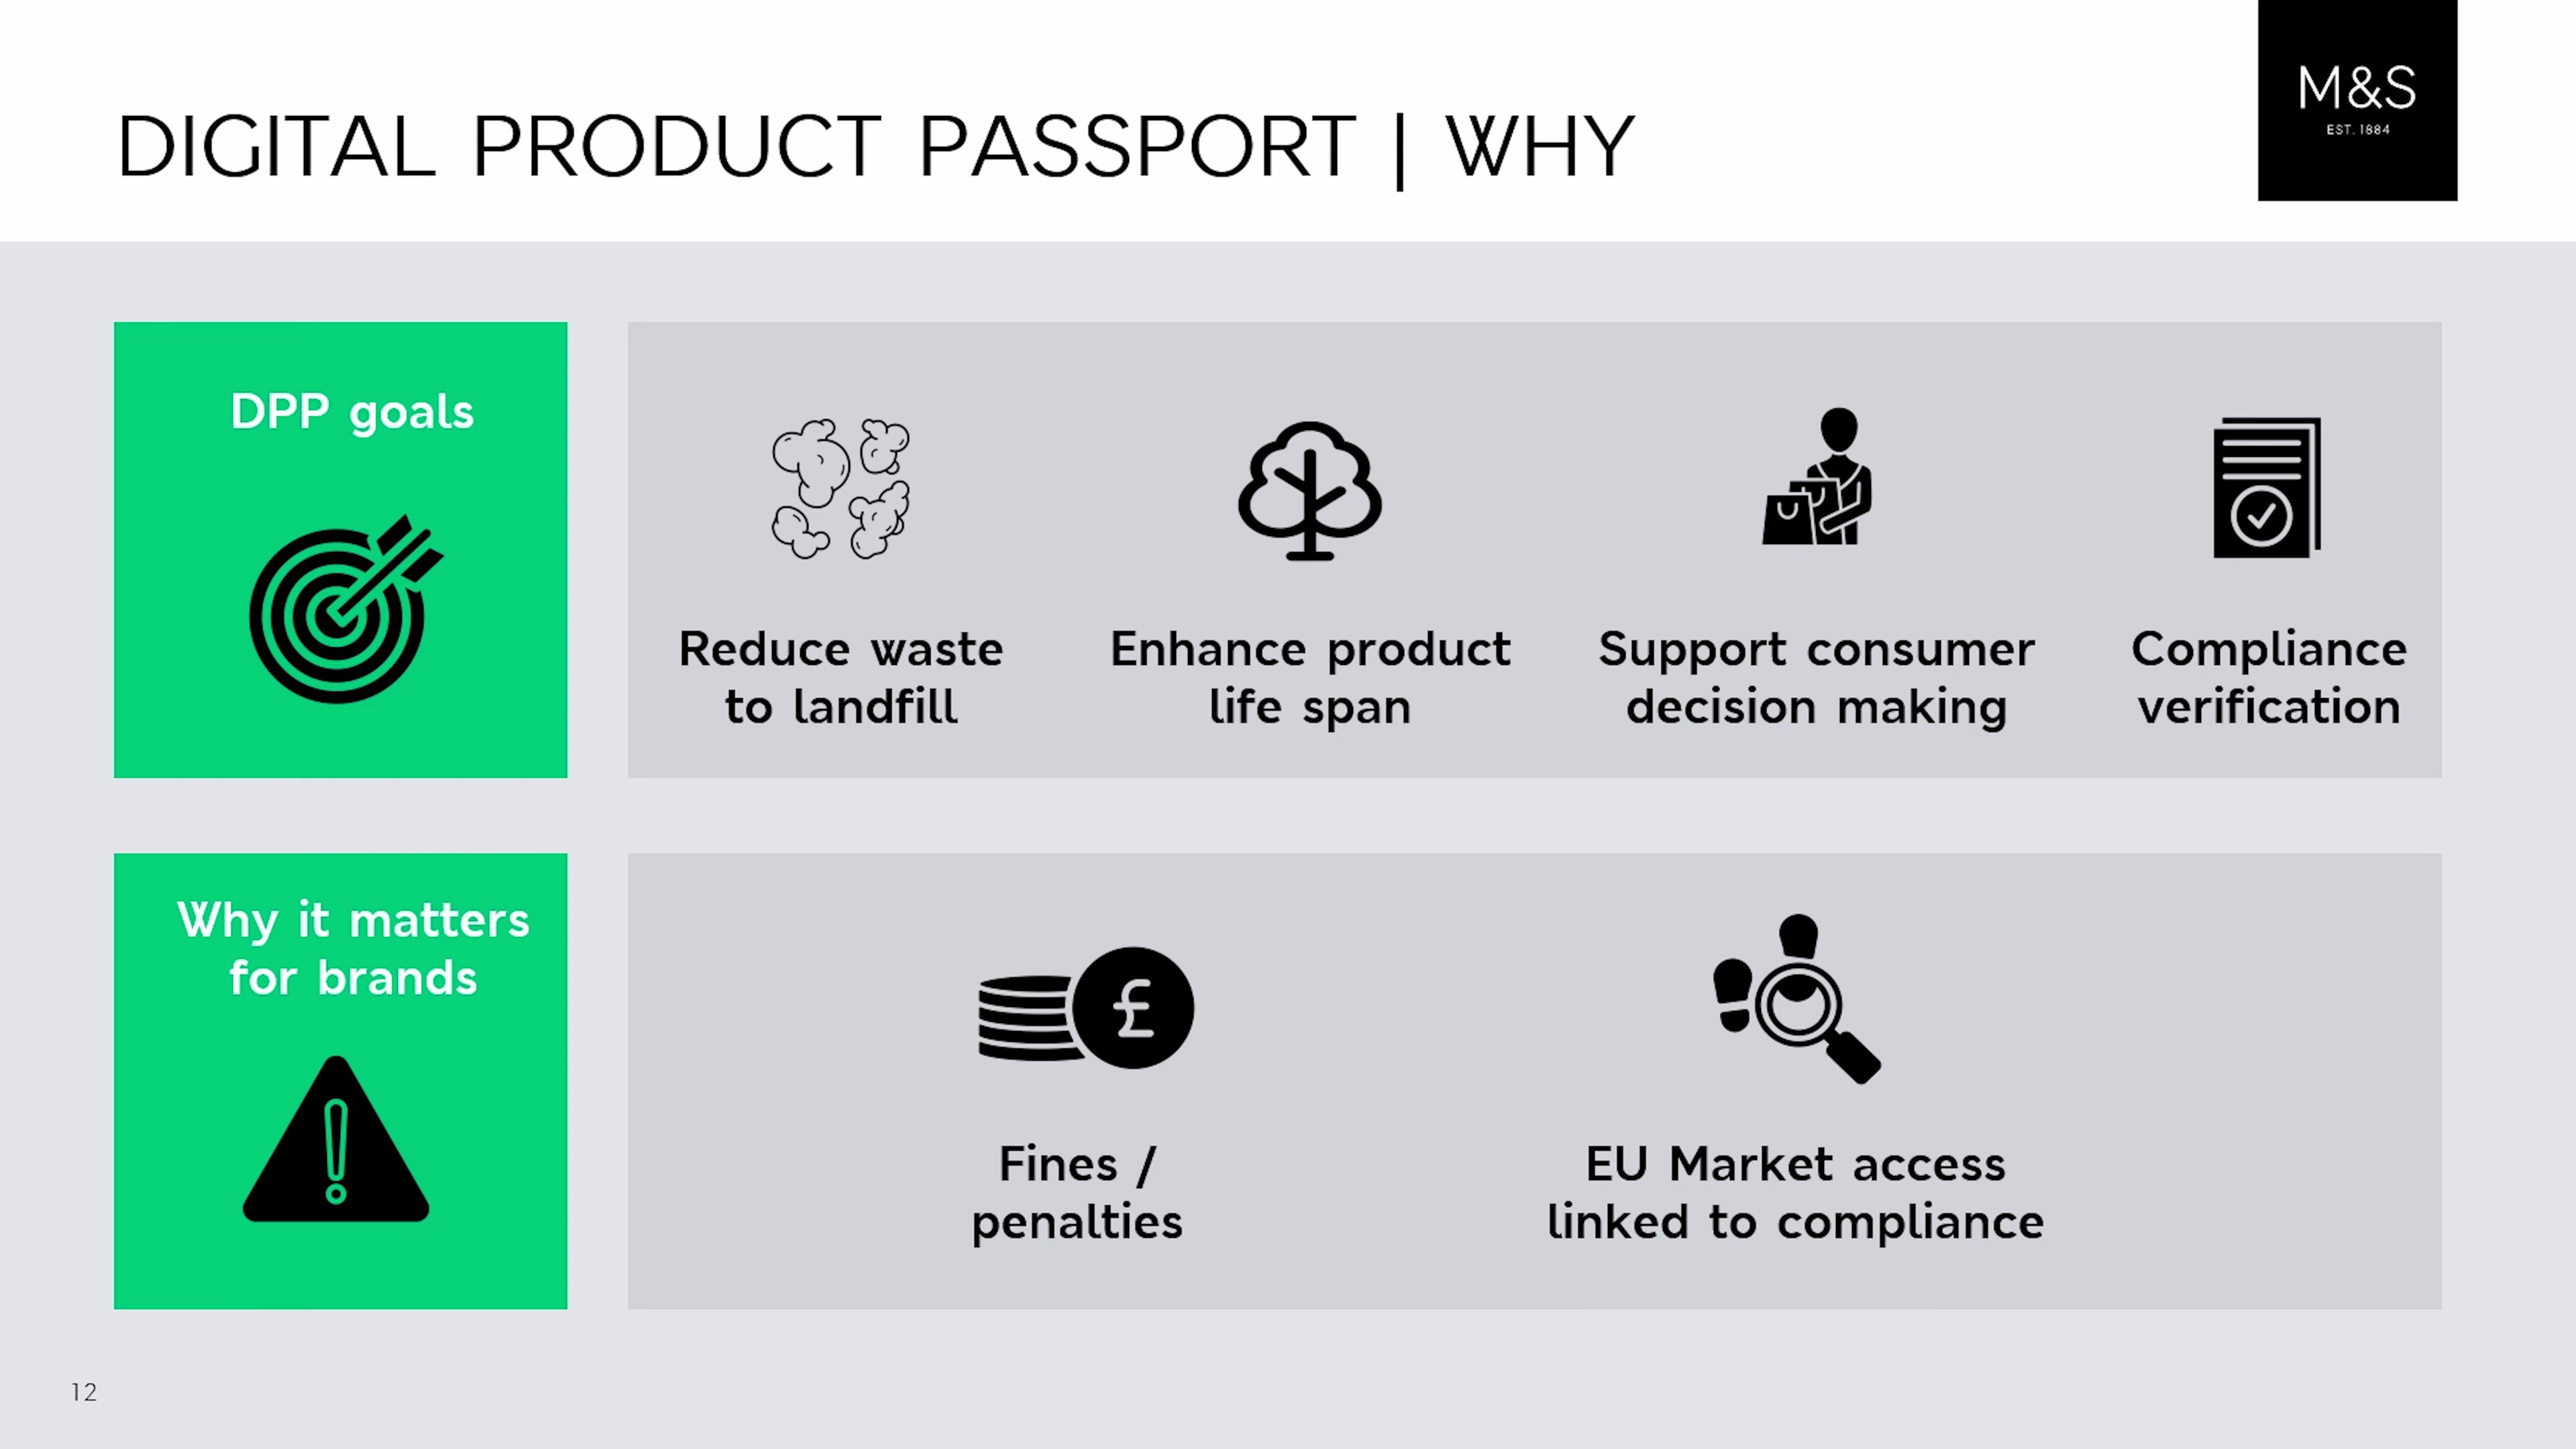 DIGITAL PRODUCT PASSPORT | WHY
M&S
EST. 1884
DPP goals
Reduce waste
to landfill
Enhance product
life span
Support consumer
decision making
Compliance
verification
Why it matters
for brands
£
Fines /
penalties
EU Market access
linked to compliance
12